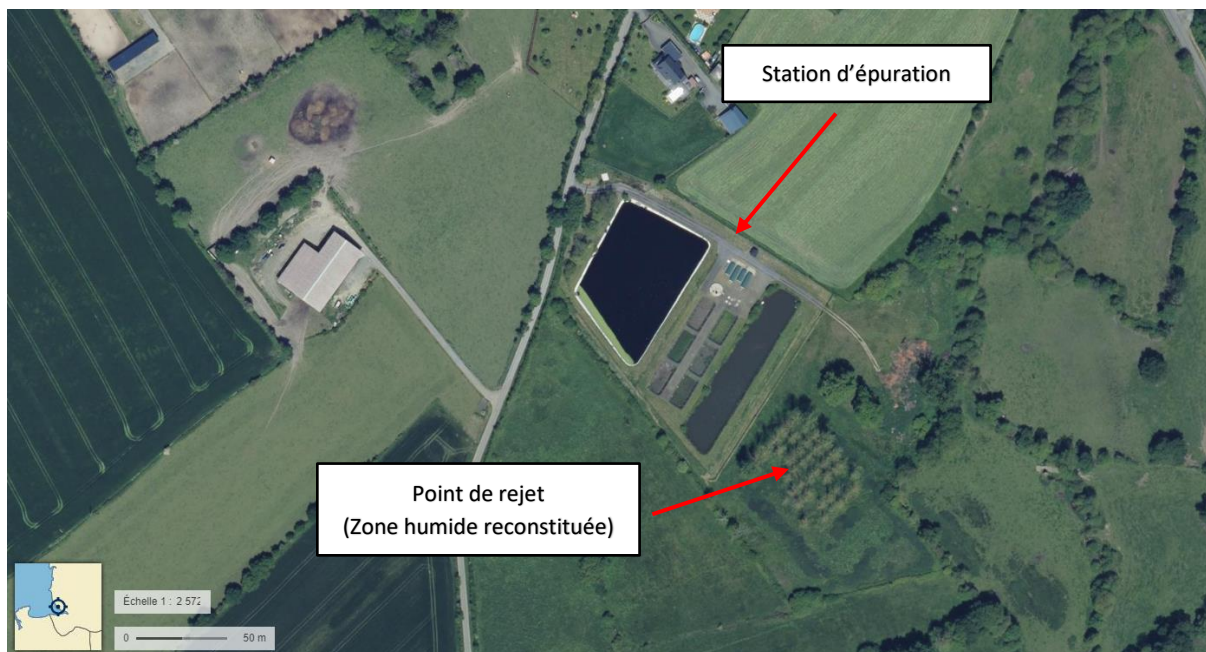 Station d'épuration
Point de rejet
(Zone humide reconstituée)
Échelle 1 : 2 572
0 50 m